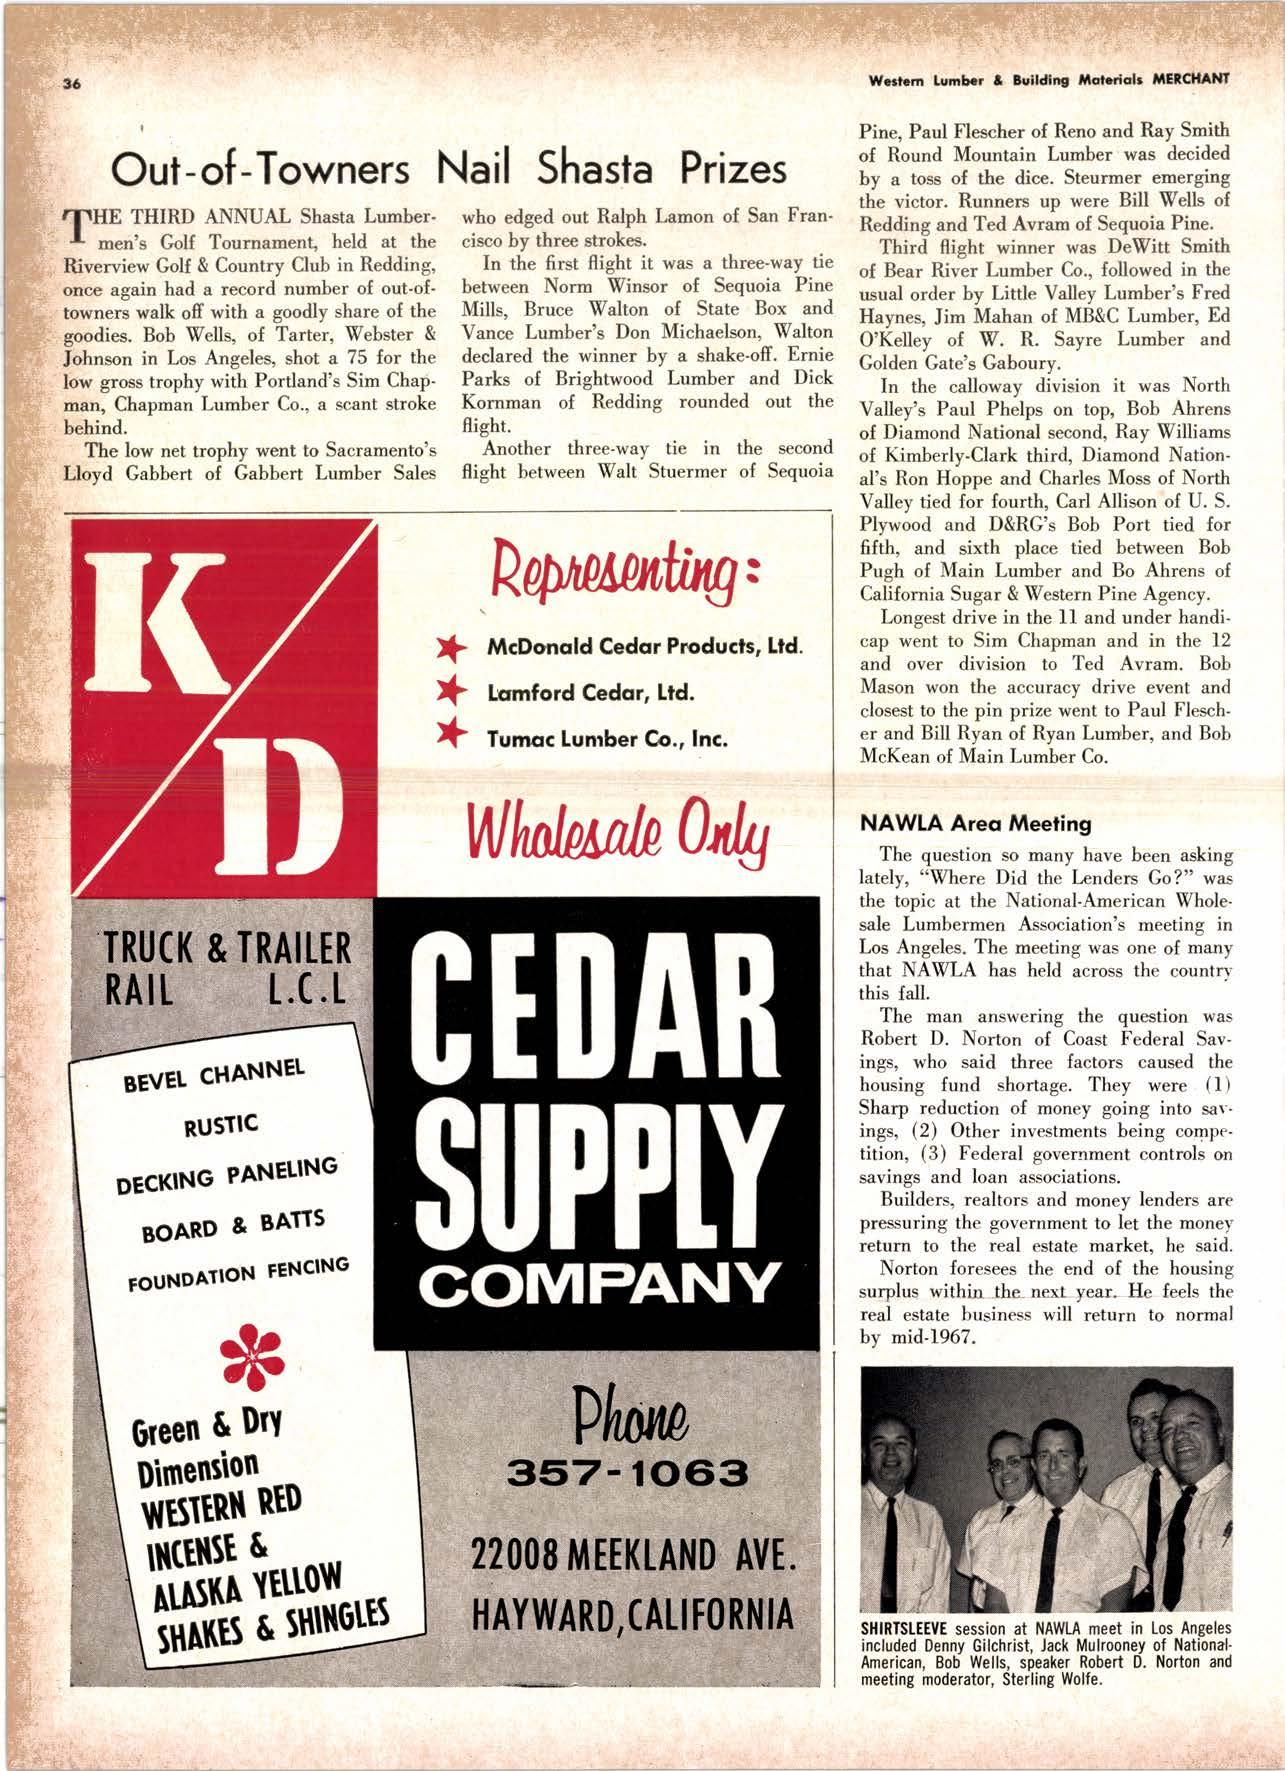 36
Western Lumber & Building Materials MERCHANT
Out-of-Towners Nail Shasta Prizes
THE THIRD ANNUAL Shasta Lumber-
men's Golf Tournament, held at the
Riverview Golf & Country Club in Redding,
once again had a record number of out-of-
towners walk off with a goodly share of the
goodies. Bob Wells, of Tarter, Webster &
Johnson in Los Angeles, shot a 75 for the
low gross trophy with Portland's Sim Chap-
man, Chapman Lumber Co., a scant stroke
behind.
The low net trophy went to Sacramento's
Lloyd Gabbert of Gabbert Lumber Sales
who edged out Ralph Lamon of San Fran-
cisco by three strokes.
In the first flight it was a three-way tie
between Norm Winsor of Sequoia Pine
Mills, Bruce Walton of State Box and
Vance Lumber's Don Michaelson, Walton
declared the winner by a shake-off. Ernie
Parks of Brightwood Lumber and Dick
Kornman of Redding rounded out the
flight.
Another three-way tie in the second
flight between Walt Stuermer of Sequoia
Pine, Paul Flescher of Reno and Ray Smith
of Round Mountain Lumber was decided
by a toss of the dice. Steurmer emerging
the victor. Runners up were Bill Wells of
Redding and Ted Avram of Sequoia Pine.
Third flight winner was DeWitt Smith
of Bear River Lumber Co., followed in the
usual order by Little Valley Lumber's Fred
Haynes, Jim Mahan of MB&C Lumber, Ed
O'Kelley of W. R. Sayre Lumber and
Golden Gate's Gaboury.
In the calloway division it was North
Valley's Paul Phelps on top, Bob Ahrens
of Diamond National second, Ray Williams
of Kimberly-Clark third, Diamond Nation-
al's Ron Hoppe and Charles Moss of North
Valley tied for fourth, Carl Allison of U. S.
Plywood and D&RG's Bob Port tied for
fifth, and sixth place tied between Bob
Pugh of Main Lumber and Bo Ahrens of
California Sugar & Western Pine Agency.
Longest drive in the 11 and under handi-
cap went to Sim Chapman and in the 12
and over division to Ted Avram. Bob
Mason won the accuracy drive event and
closest to the pin prize went to Paul Flesch-
er and Bill Ryan of Ryan Lumber, and Bob
McKean of Main Lumber Co.
K/D
Representing:
McDonald Cedar Products, Ltd.
Lamford Cedar, Ltd.
Tumac Lumber Co., Inc.
Wholesale Only
TRUCK & TRAILER
RAIL L.C.L
BEVEL CHANNEL
RUSTIC
DECKING PANELING
BOARD & BATTS
FOUNDATION FENCING
Green & Dry
Dimension
WESTERN RED
INCENSE &
ALASKA YELLOW
SHAKES & SHINGLES
CEDAR
SUPPLY
COMPANY
Phone
357-1063
22008 MEEKLAND AVE.
HAYWARD, CALIFORNIA
NAWLA Area Meeting
The question so many have been asking
lately, "Where Did the Lenders Go?" was
the topic at the National-American Whole-
sale Lumbermen Association's meeting in
Los Angeles. The meeting was one of many
that NAWLA has held across the country
this fall.
The man answering the question was
Robert D. Norton of Coast Federal Sav-
ings, who said three factors caused the
housing fund shortage. They were (1)
Sharp reduction of money going into sav-
ings, (2) Other investments being compe-
tition, (3) Federal government controls on
savings and loan associations.
Builders, realtors and money lenders are
pressuring the government to let the money
return to the real estate market, he said.
Norton foresees the end of the housing
surplus within the next year. He feels the
real estate business will return to normal
by mid-1967.
SHIRTSLEEVE session at NAWLA meet in Los Angeles
included Denny Gilchrist, Jack Mulrooney of National-
American, Bob Wells, speaker Robert D. Norton and
meeting moderator, Sterling Wolfe.